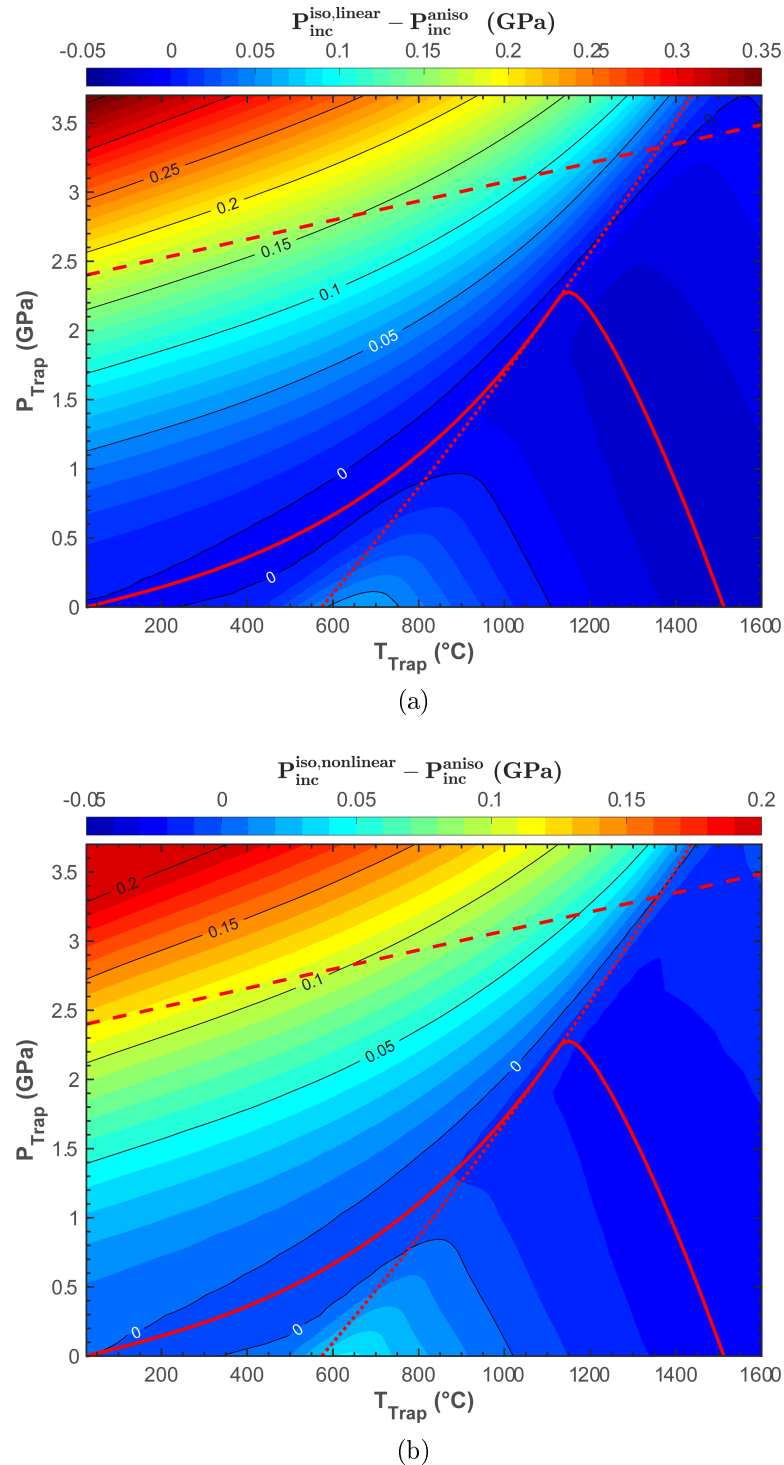 P_inc^iso,linear − P_inc^aniso (GPa)
-0.05 0 0.05 0.1 0.15 0.2 0.25 0.3 0.35
3.5
3
2.5
2
1.5
1
0.5
0
P_Trap (GPa)
0
0.25
0.2
0.15
0.1
0.05
0
0
200 400 600 800 1000 1200 1400 1600
T_Trap (°C)
(a)
P_inc^iso,nonlinear − P_inc^aniso (GPa)
-0.05 0 0.05 0.1 0.15 0.2
3.5
3
2.5
2
1.5
1
0.5
0
P_Trap (GPa)
0.2
0.15
0.1
0.05
0
0
0
200 400 600 800 1000 1200 1400 1600
T_Trap (°C)
(b)